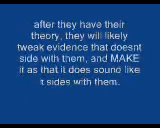 after they have their
theory, they will likely
tweak evidence that doesnt
side with them, and MAKE
it as that it does sound like
it sides with them.